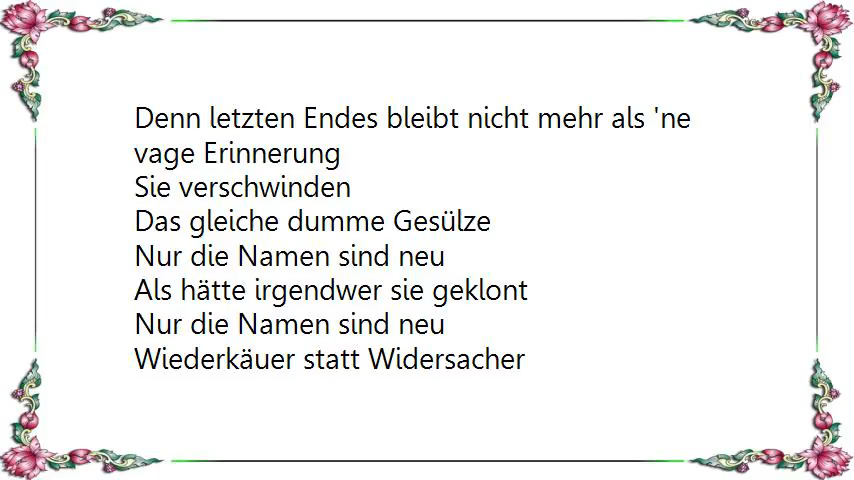 Denn letzten Endes bleibt nicht mehr als 'ne
vage Erinnerung
Sie verschwinden
Das gleiche dumme Gesülze
Nur die Namen sind neu
Als hätte irgendwer sie geklont
Nur die Namen sind neu
Wiederkäuer statt Widersacher